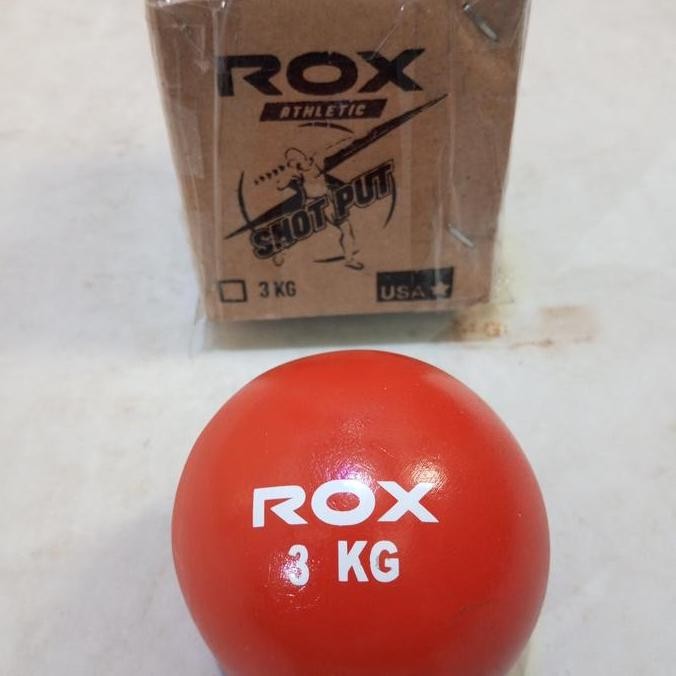 ROX
ATHLETIC
SHOT PUT
3 KG
USA
ROX
3 KG